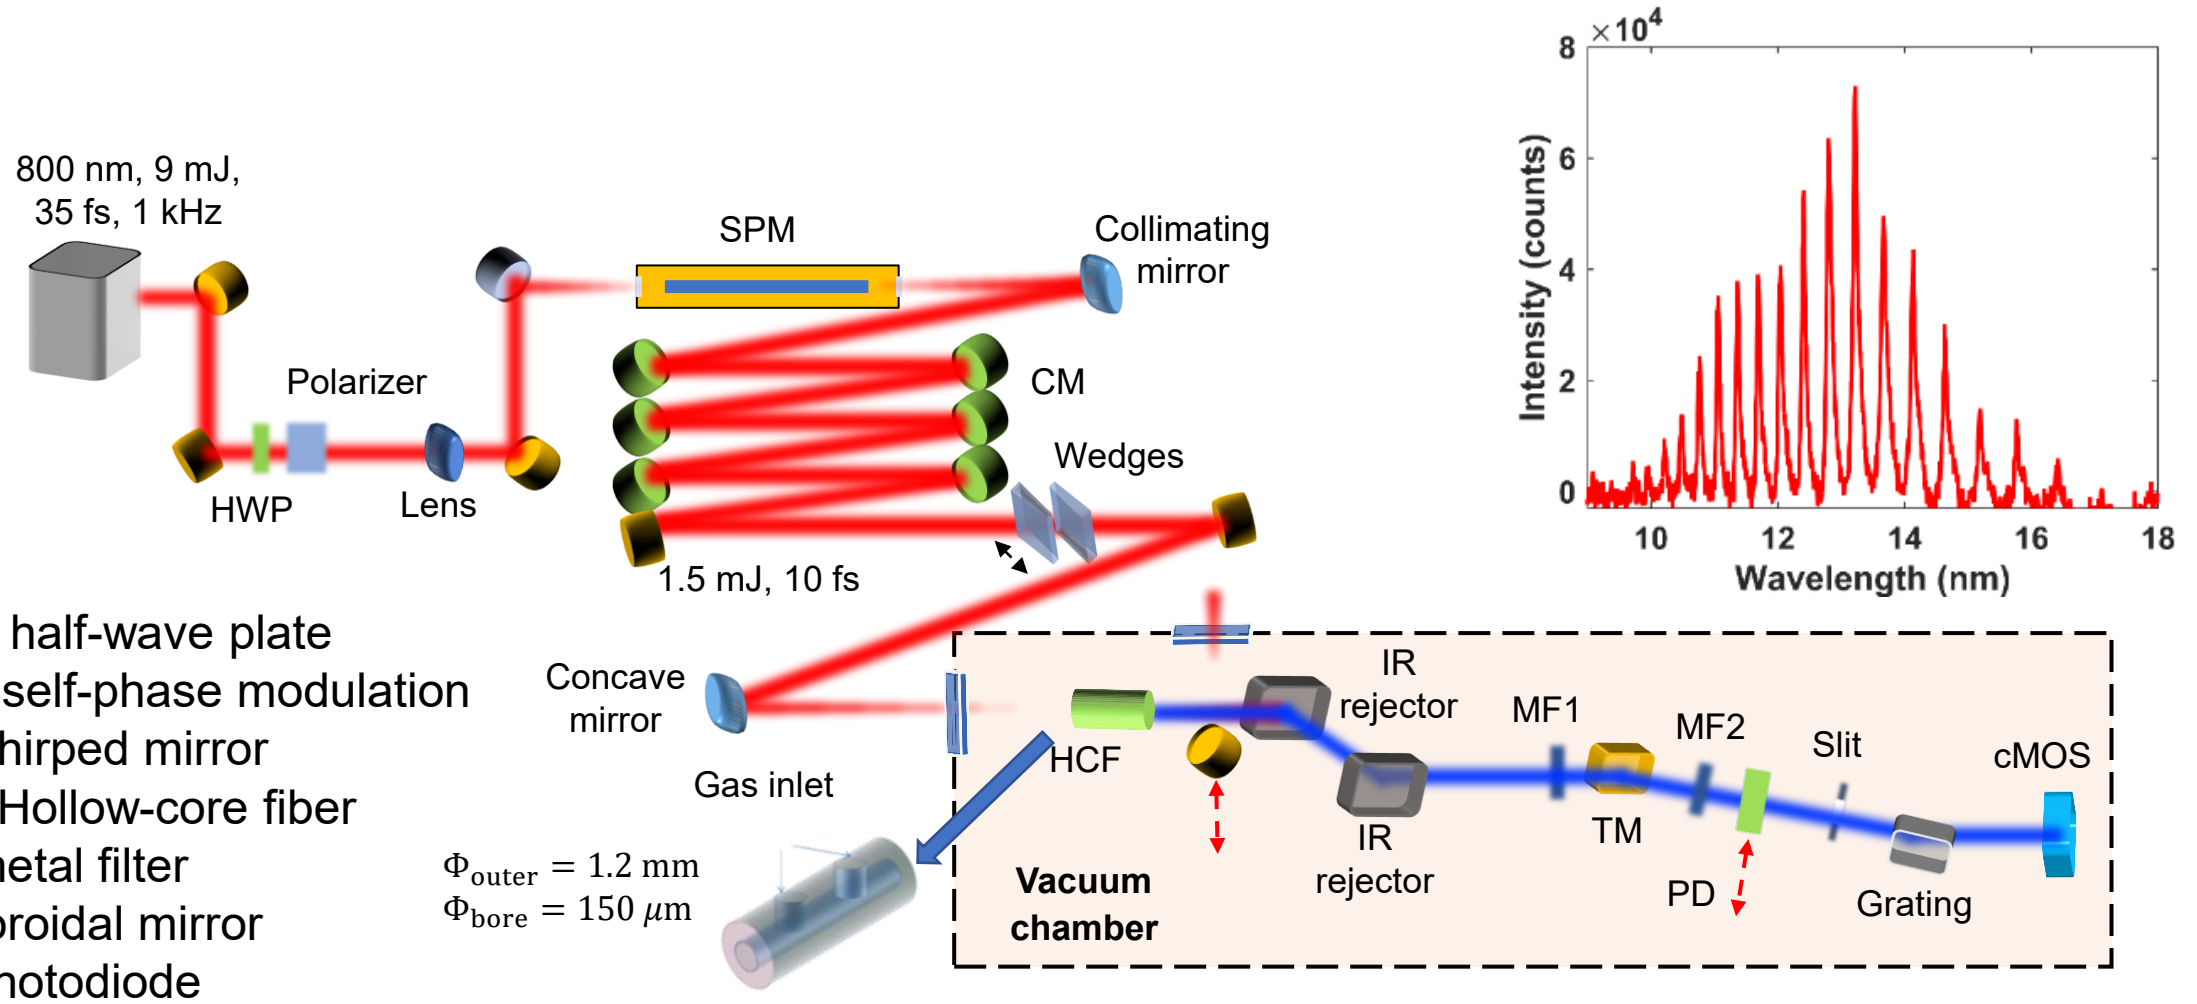 800 nm, 9 mJ,
35 fs, 1 kHz
HWP
Polarizer
Lens
SPM
Collimating
mirror
CM
Wedges
1.5 mJ, 10 fs
Concave
mirror
Gas inlet
Φouter = 1.2 mm
Φbore = 150 μm
HCF
IR
rejector
IR
rejector
MF1
TM
MF2
PD
Slit
Grating
cMOS
Vacuum
chamber
half-wave plate
self-phase modulation
hirped mirror
Hollow-core fiber
etal filter
oroidal mirror
hotodiode
×10⁴
8
6
4
2
0
Intensity (counts)
10 12 14 16 18
Wavelength (nm)